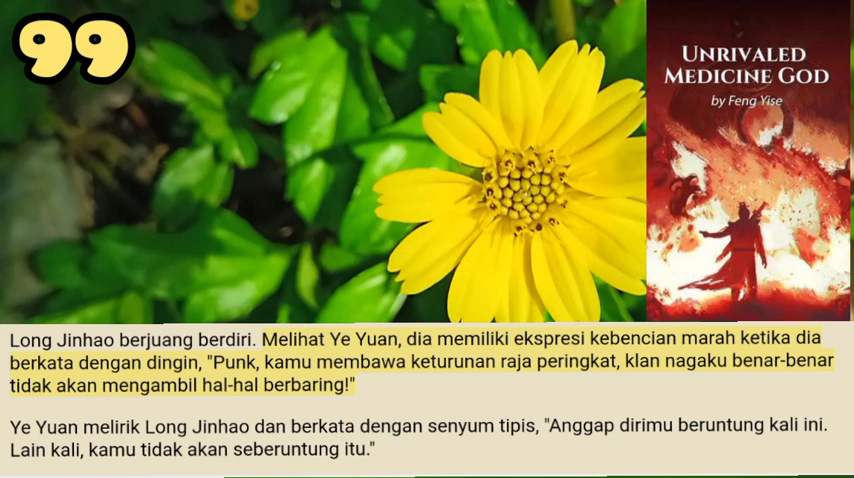 99
UNRIVALED
MEDICINE GOD
by Feng Yise
Long Jinhao berjuang berdiri. Melihat Ye Yuan, dia memiliki ekspresi kebencian marah ketika dia
berkata dengan dingin, "Punk, kamu membawa keturunan raja peringkat, klan nagaku benar-benar
tidak akan mengambil hal-hal berbaring!"
Ye Yuan melirik Long Jinhao dan berkata dengan senyum tipis, "Anggap dirimu beruntung kali ini.
Lain kali, kamu tidak akan seberuntung itu."